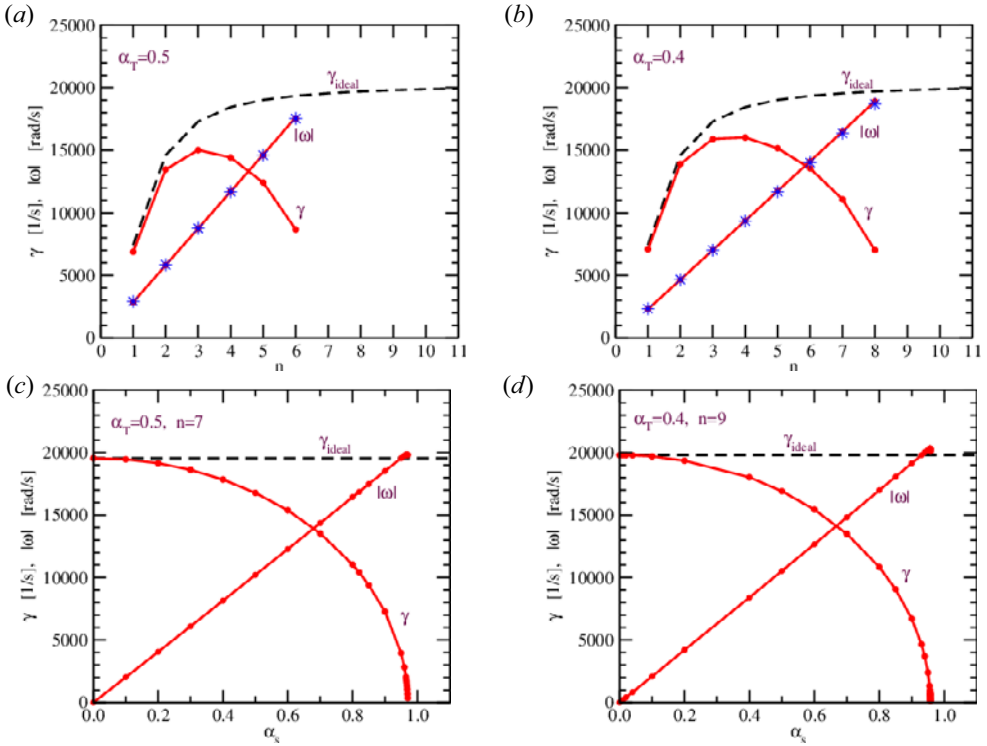 (a)
(b)
25000
20000
15000
10000
5000
0
γ [1/s], |ω| [rad/s]
α_T=0.5
γ_ideal
|ω|
γ
0 1 2 3 4 5 6 7 8 9 10 11
n
25000
20000
15000
10000
5000
0
γ [1/s], |ω| [rad/s]
α_T=0.4
γ_ideal
|ω|
γ
0 1 2 3 4 5 6 7 8 9 10 11
n
(c)
(d)
25000
20000
15000
10000
5000
0
γ [1/s], |ω| [rad/s]
α_T=0.5, n=7
γ_ideal
|ω|
γ
0.0 0.2 0.4 0.6 0.8 1.0
α_s
25000
20000
15000
10000
5000
0
γ [1/s], |ω| [rad/s]
α_T=0.4, n=9
γ_ideal
|ω|
γ
0.0 0.2 0.4 0.6 0.8 1.0
α_s